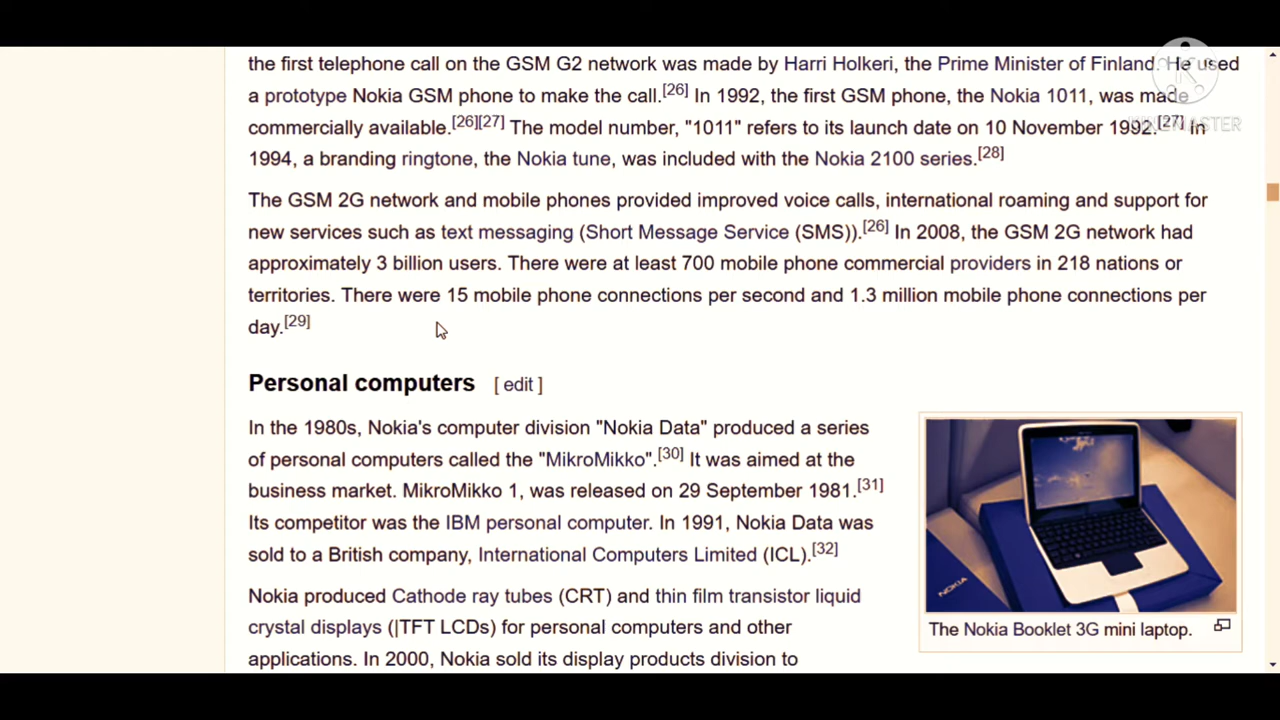 the first telephone call on the GSM G2 network was made by Harri Holkeri, the Prime Minister of Finland. He used
a prototype Nokia GSM phone to make the call.[26] In 1992, the first GSM phone, the Nokia 1011, was made
KINEMASTER
commercially available.[26][27] The model number, "1011" refers to its launch date on 10 November 1992.[27] In
1994, a branding ringtone, the Nokia tune, was included with the Nokia 2100 series.[28]
The GSM 2G network and mobile phones provided improved voice calls, international roaming and support for
new services such as text messaging (Short Message Service (SMS)).[26] In 2008, the GSM 2G network had
approximately 3 billion users. There were at least 700 mobile phone commercial providers in 218 nations or
territories. There were 15 mobile phone connections per second and 1.3 million mobile phone connections per
day.[29]
Personal computers [ edit ]
In the 1980s, Nokia's computer division "Nokia Data" produced a series
of personal computers called the "MikroMikko".[30] It was aimed at the
business market. MikroMikko 1, was released on 29 September 1981.[31]
Its competitor was the IBM personal computer. In 1991, Nokia Data was
sold to a British company, International Computers Limited (ICL).[32]
Nokia produced Cathode ray tubes (CRT) and thin film transistor liquid
crystal displays (|TFT LCDs) for personal computers and other
applications. In 2000, Nokia sold its display products division to
NOKIA
The Nokia Booklet 3G mini laptop.